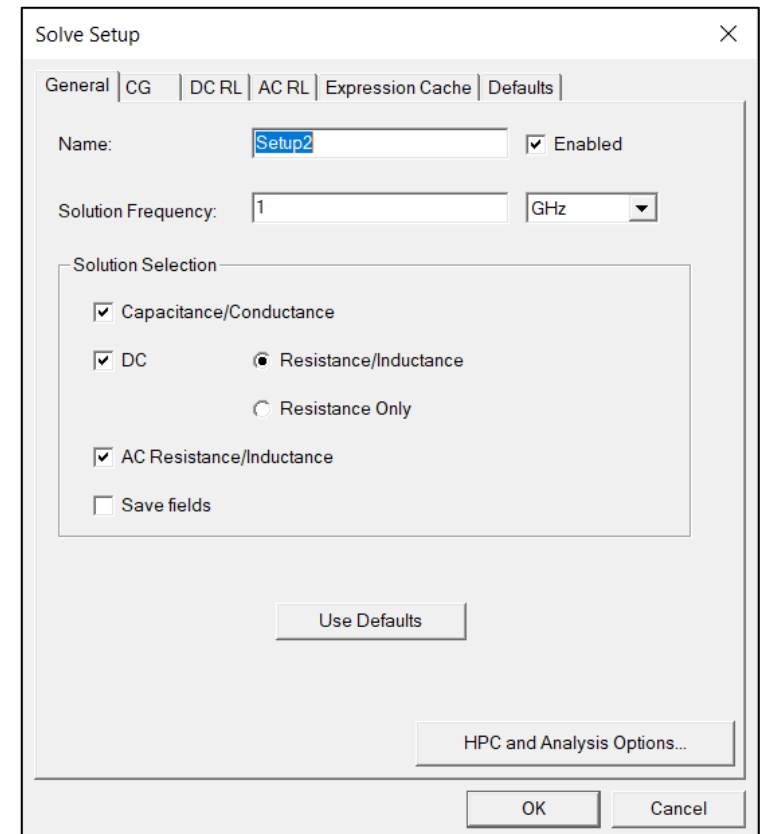 Solve Setup
General CG DC RL AC RL Expression Cache Defaults
Name: Setup2 Enabled
Solution Frequency: 1 GHz
Solution Selection
Capacitance/Conductance
DC Resistance/Inductance
Resistance Only
AC Resistance/Inductance
Save fields
Use Defaults
HPC and Analysis Options...
OK Cancel